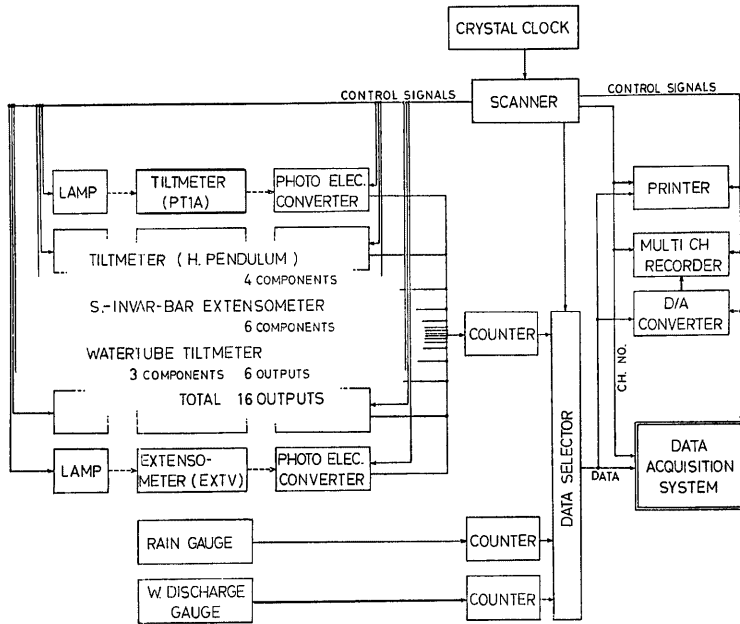 CRYSTAL CLOCK
SCANNER
CONTROL SIGNALS
CONTROL SIGNALS
LAMP
TILTMETER
(PT1A)
PHOTO ELEC.
CONVERTER
PRINTER
TILTMETER (H. PENDULUM)
4 COMPONENTS
MULTI CH
RECORDER
S.-INVAR-BAR EXTENSOMETER
6 COMPONENTS
D/A
CONVERTER
COUNTER
WATERTUBE TILTMETER
3 COMPONENTS 6 OUTPUTS
TOTAL 16 OUTPUTS
CH. NO.
LAMP
EXTENSO-
METER (EXTV)
PHOTO ELEC.
CONVERTER
DATA SELECTOR
DATA
DATA
ACQUISITION
SYSTEM
RAIN GAUGE
COUNTER
W. DISCHARGE
GAUGE
COUNTER